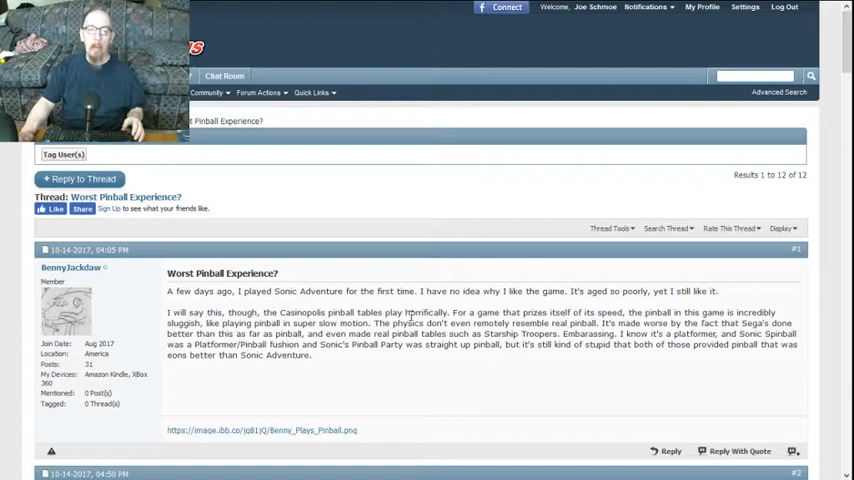 Connect Welcome, Joe Schmoe Notifications My Profile Settings Log Out
Chat Room
Community Forum Actions Quick Links Advanced Search
st Pinball Experience?
Tag User(s)
+ Reply to Thread Results 1 to 12 of 12
Thread: Worst Pinball Experience?
Like Share Sign Up to see what your friends like.
Thread Tools Search Thread Rate This Thread Display
10-14-2017, 04:05 PM #1
BennyJackdaw
Member
Join Date: Aug 2017
Location: America
Posts: 31
My Devices: Amazon Kindle, XBox
360
Mentioned: 0 Post(s)
Tagged: 0 Thread(s)
Worst Pinball Experience?
A few days ago, I played Sonic Adventure for the first time. I have no idea why I like the game. It's aged so poorly, yet I still like it.
I will say this, though, the Casinopolis pinball tables play horrifically. For a game that prizes itself of its speed, the pinball in this game is incredibly
sluggish, like playing pinball in super slow motion. The physics don't even remotely resemble real pinball. It's made worse by the fact that Sega's done
better than this as far as pinball, and even made real pinball tables such as Starship Troopers. Embarassing. I know it's a platformer, and Sonic Spinball
was a Platformer/Pinball fushion and Sonic's Pinball Party was straight up pinball, but it's still kind of stupid that both of those provided pinball that was
eons better than Sonic Adventure.
https://image.ibb.co/jq81jQ/Benny_Plays_Pinball.png
Reply Reply With Quote
10-14-2017, 04:50 PM #2